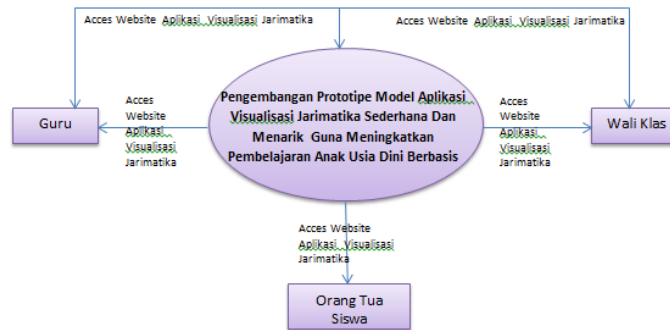 Acces Website Aplikasi Visualisasi Jarimatika
Acces Website Aplikasi Visualisasi Jarimatika
Guru
Acces
Website
Aplikasi
Visualisasi
Jarimatika
Pengembangan Prototipe Model Aplikasi
Visualisasi Jarimatika Sederhana Dan
Menarik Guna Meningkatkan
Pembelajaran Anak Usia Dini Berbasis
Acces
Website
Aplikasi
Visualisasi
Jarimatika
Wali Klas
Acces Website
Aplikasi Visualisasi
Jarimatika
Orang Tua
Siswa